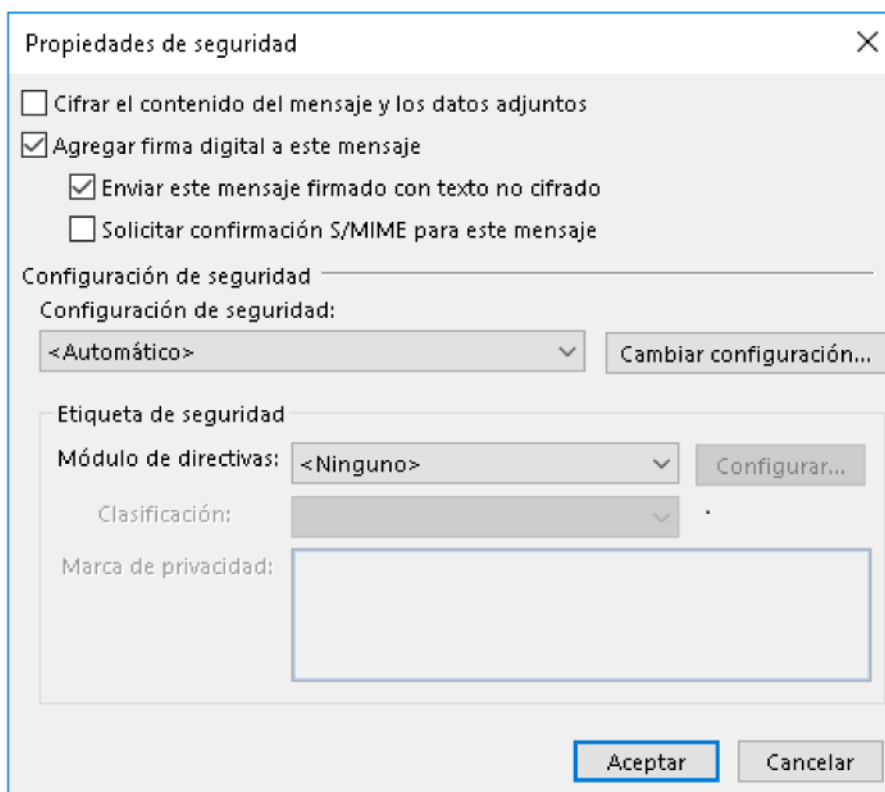 Propiedades de seguridad
Cifrar el contenido del mensaje y los datos adjuntos
Agregar firma digital a este mensaje
Enviar este mensaje firmado con texto no cifrado
Solicitar confirmación S/MIME para este mensaje
Configuración de seguridad
Configuración de seguridad:
<Automático> Cambiar configuración...
Etiqueta de seguridad
Módulo de directivas: <Ninguno> Configurar...
Clasificación:
Marca de privacidad:
Aceptar Cancelar